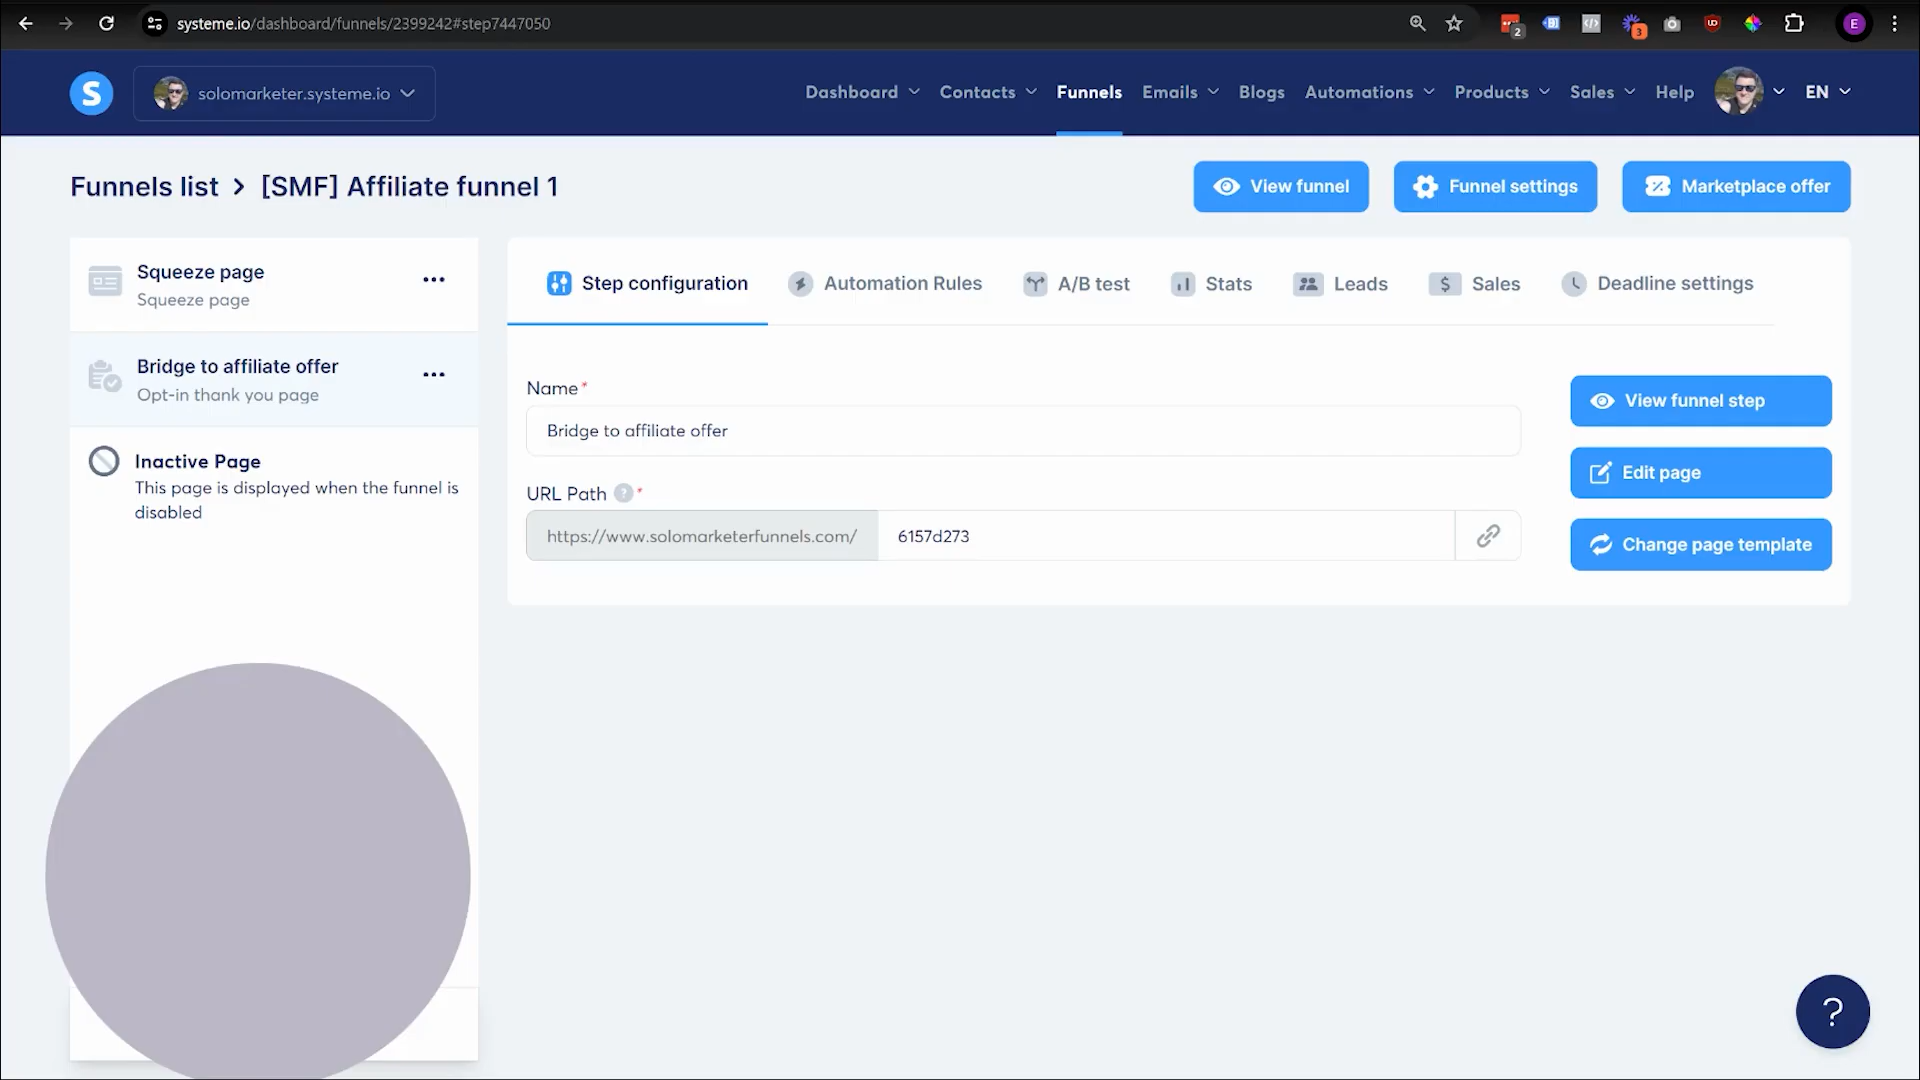 systeme.io/dashboard/funnels/2399242#step7447050
2
3
E
S
solomarketer.systeme.io
Dashboard
Contacts
Funnels
Emails
Blogs
Automations
Products
Sales
Help
EN
Funnels list > [SMF] Affiliate funnel 1
View funnel
Funnel settings
Marketplace offer
Squeeze page
Squeeze page
Bridge to affiliate offer
Opt-in thank you page
Inactive Page
This page is displayed when the funnel is
disabled
Step configuration
Automation Rules
A/B test
Stats
Leads
$ Sales
Deadline settings
Name*
Bridge to affiliate offer
URL Path ? *
https://www.solomarketerfunnels.com/
6157d273
View funnel step
Edit page
Change page template
?